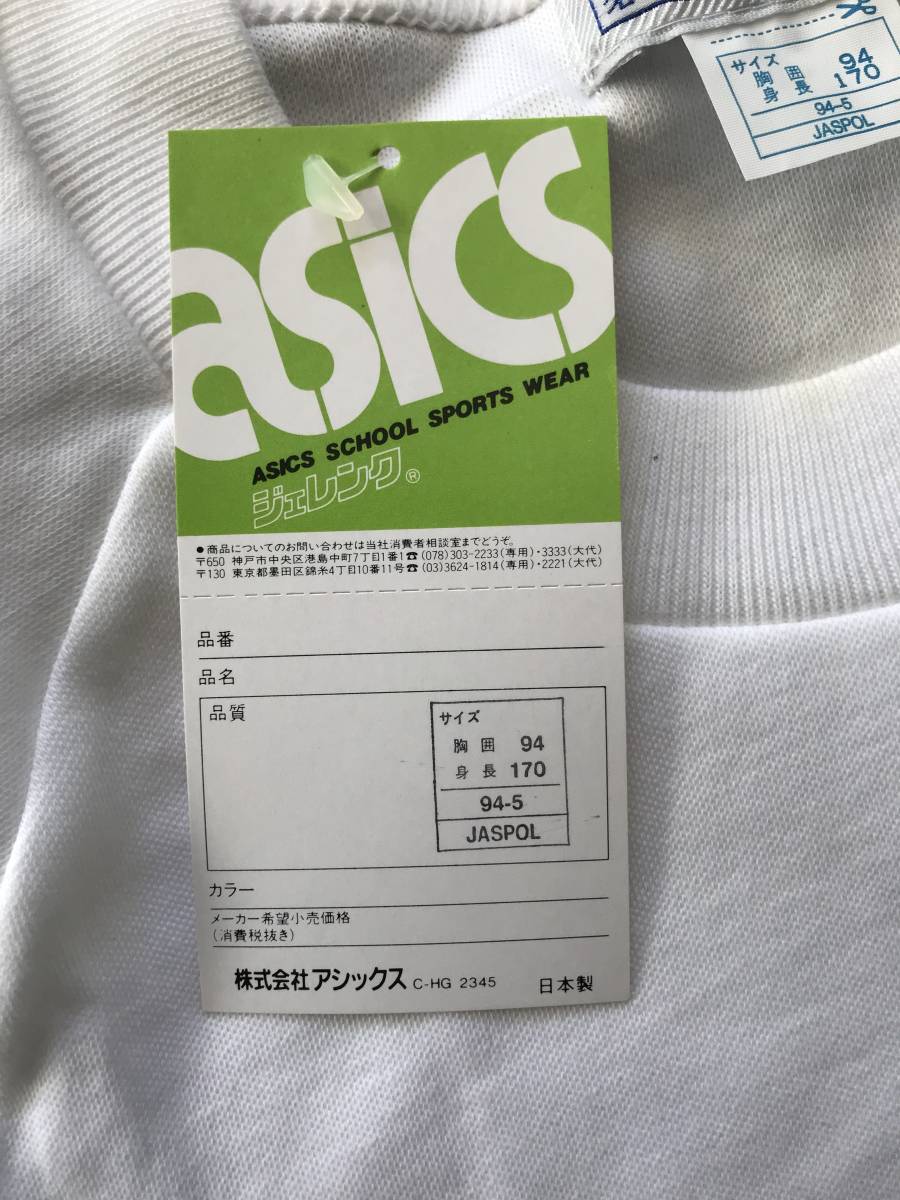 サイズ
胸囲 94
身長 170
94-5
JASPOL
asics
ASICS SCHOOL SPORTS WEAR
ジェレンク®
●商品についてのお問い合わせは当社消費者相談室までどうぞ。
〒650 神戸市中央区港島中町7丁目1番1☎(078)303-2233(専用)・3333(大代)
〒130 東京都墨田区錦糸4丁目10番11号☎(03)3624-1814(専用)・2221(大代)
品番
品名
品質
サイズ
胸囲 94
身長 170
94-5
JASPOL
カラー
メーカー希望小売価格
(消費税抜き)
株式会社アシックス C-HG 2345 日本製